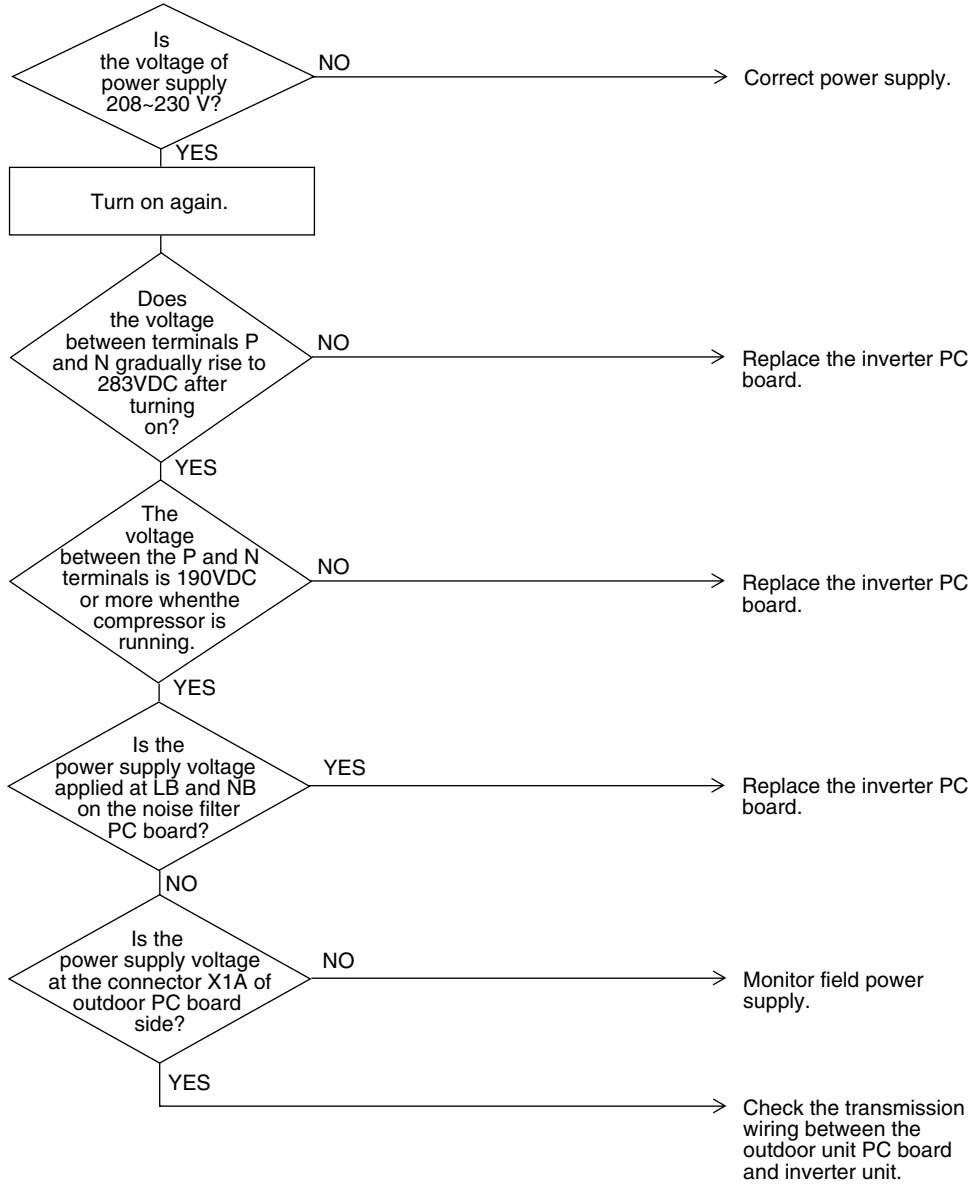 Is
the voltage of
power supply
208~230 V?
NO
Correct power supply.
YES
Turn on again.
Does
the voltage
between terminals P
and N gradually rise to
283VDC after
turning
on?
NO
Replace the inverter PC
board.
YES
The
voltage
between the P and N
terminals is 190VDC
or more whenthe
compressor is
running.
NO
Replace the inverter PC
board.
YES
Is the
power supply voltage
applied at LB and NB
on the noise filter
PC board?
YES
Replace the inverter PC
board.
NO
Is the
power supply voltage
at the connector X1A of
outdoor PC board
side?
NO
Monitor field power
supply.
YES
Check the transmission
wiring between the
outdoor unit PC board
and inverter unit.